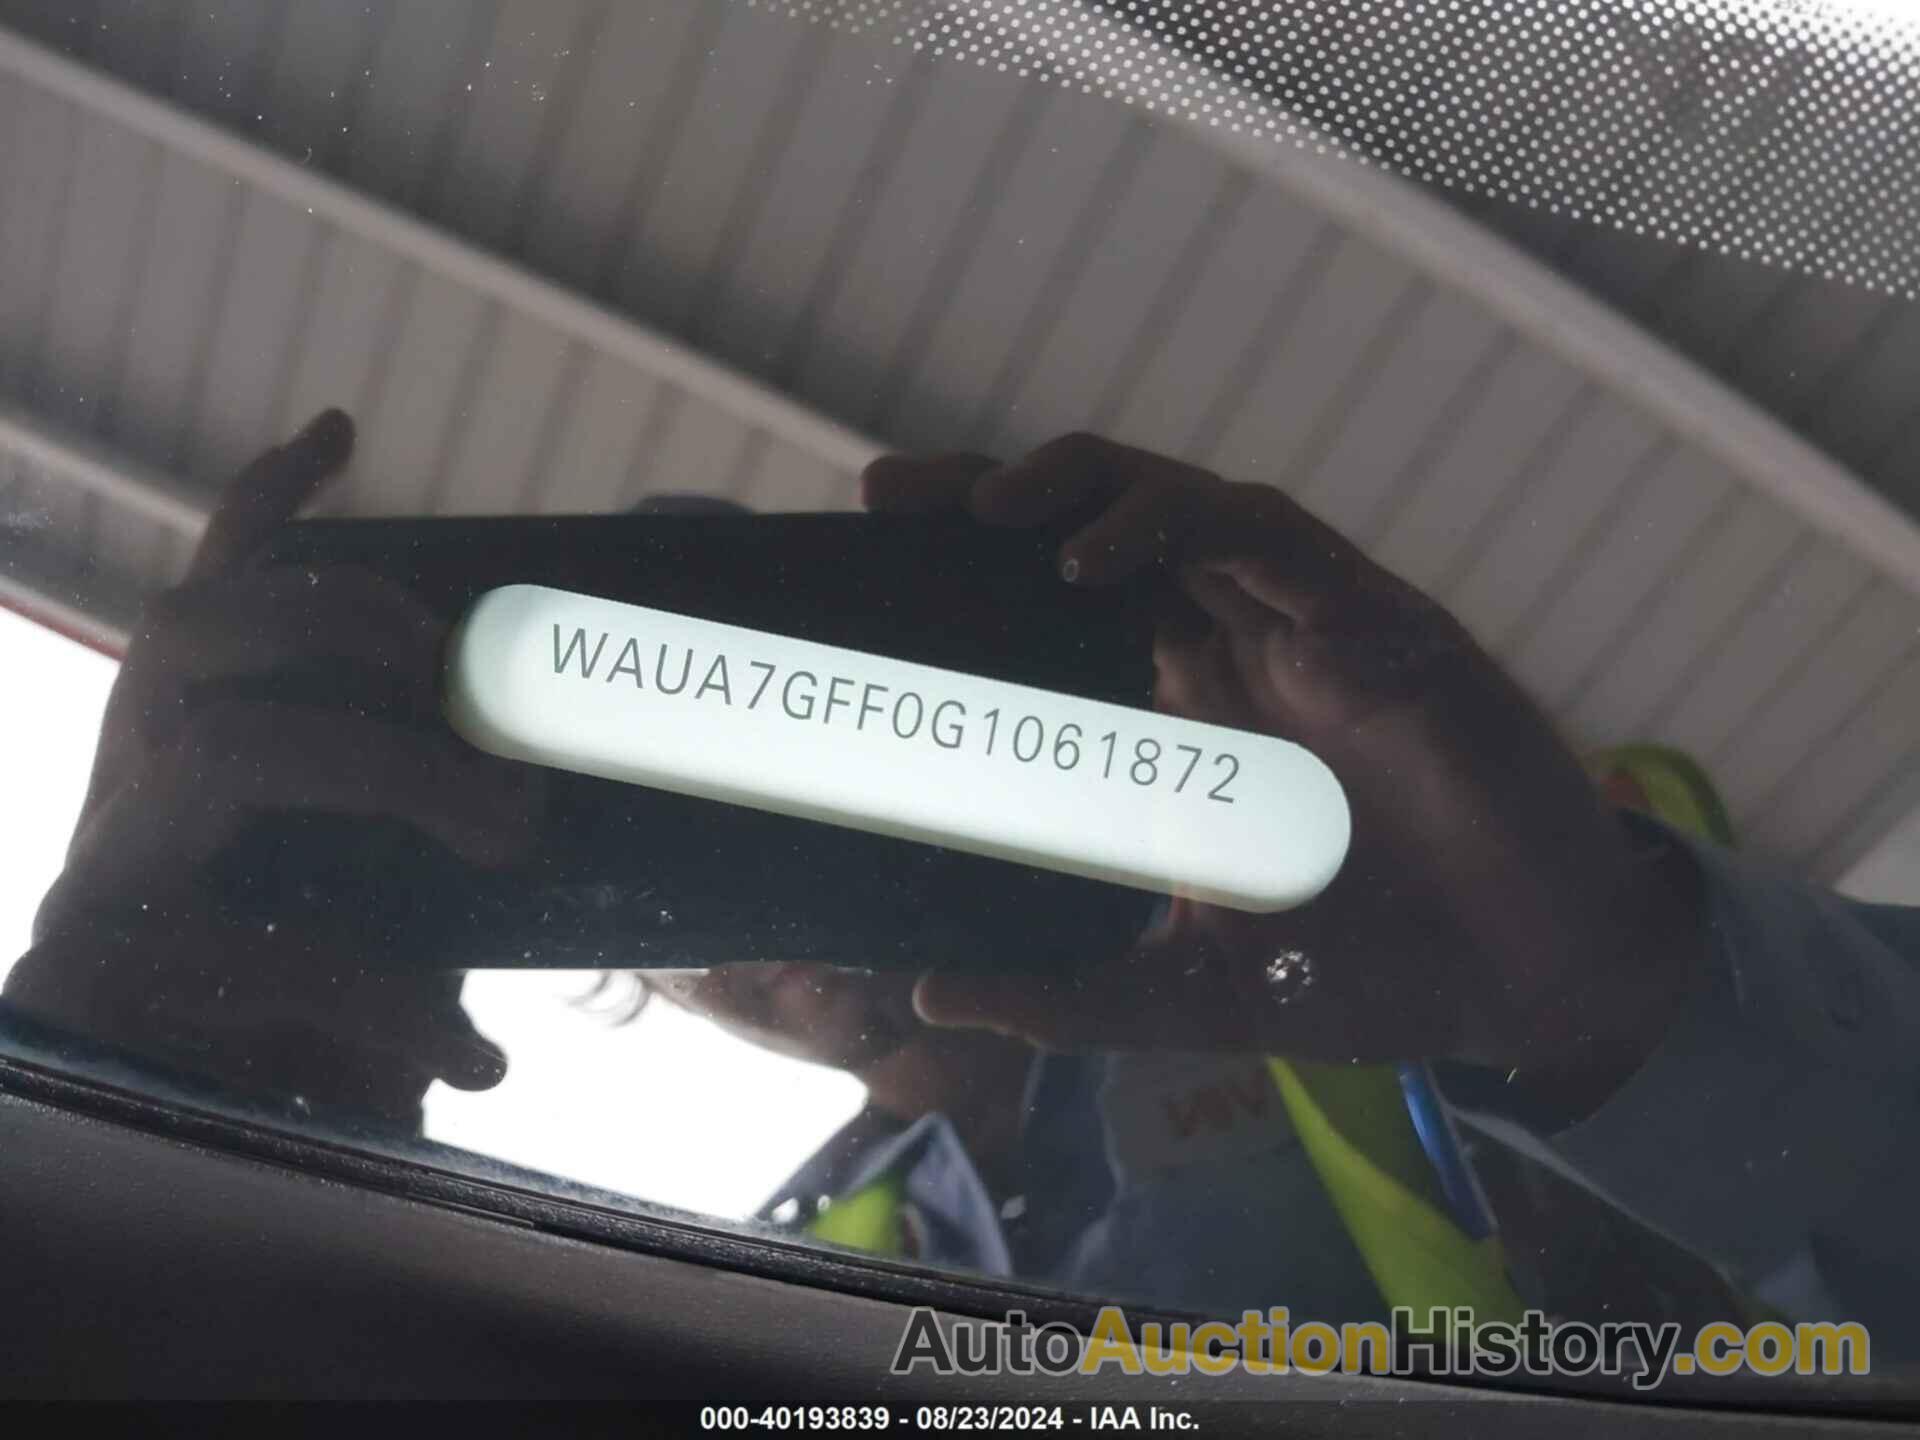 WAUA7GFF0G1061872
AutoAuctionHistory.com
000-40193839 - 08/23/2024 - IAA Inc.